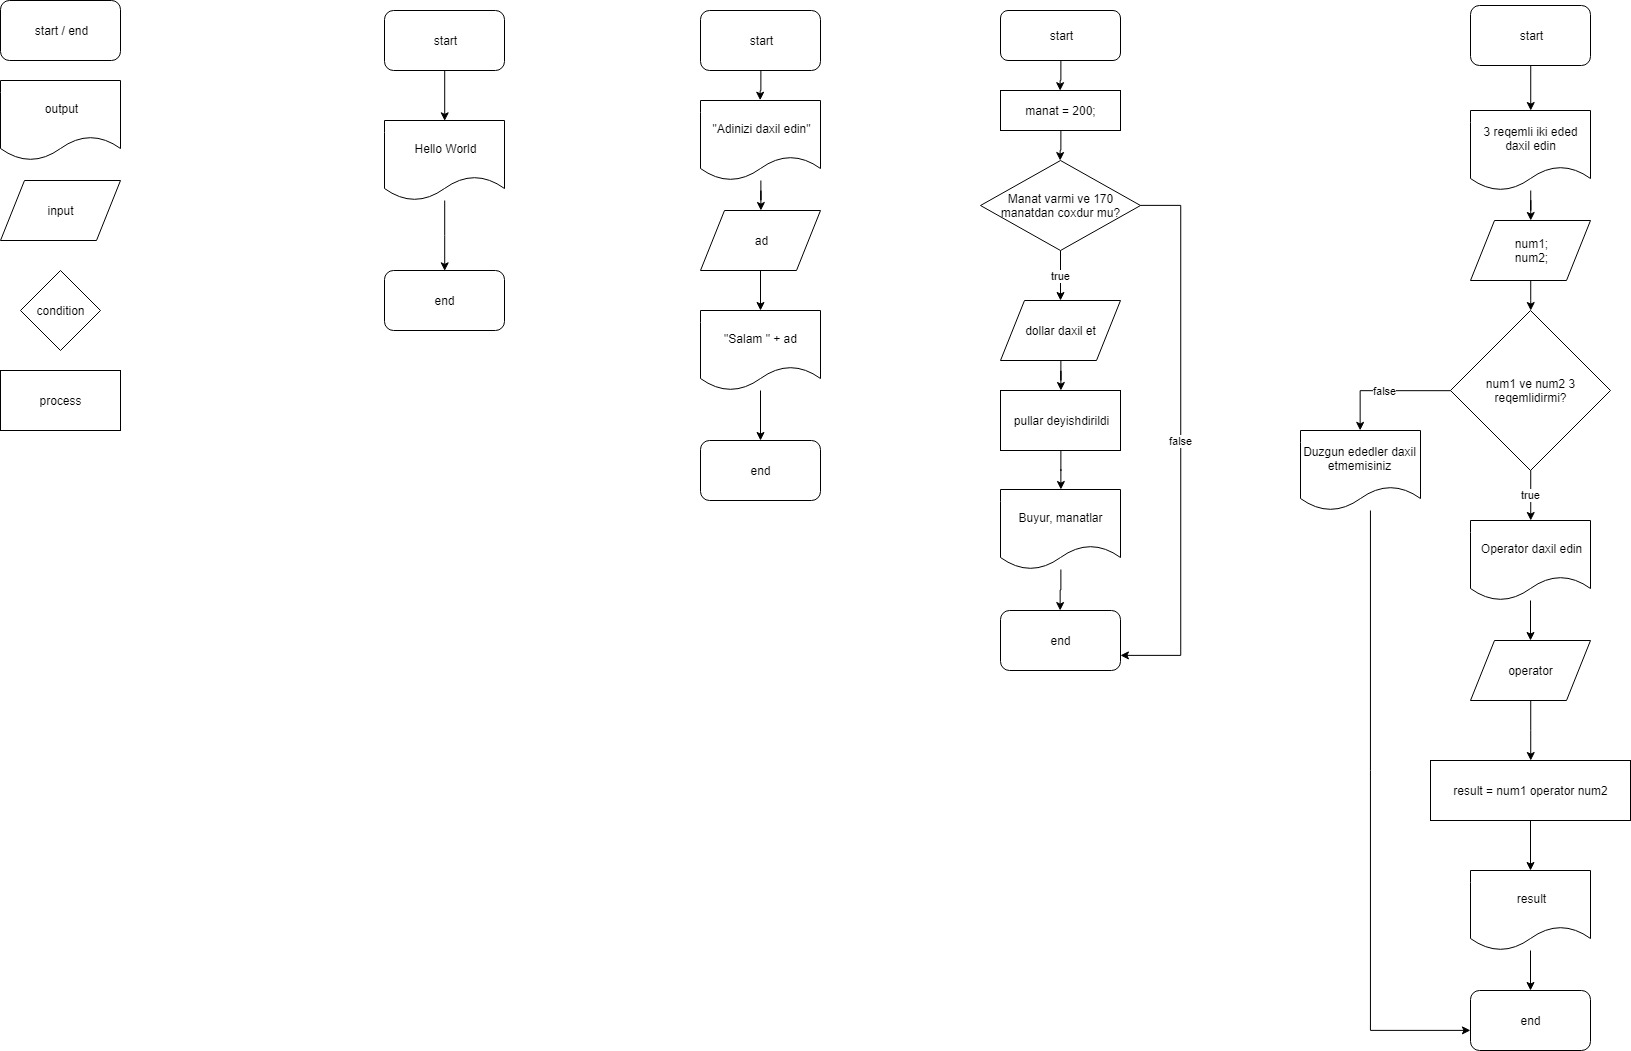 start / end
output
input
condition
process
start
Hello World
end
start
"Adinizi daxil edin"
ad
"Salam " + ad
end
start
manat = 200;
Manat varmi ve 170
manatdan coxdur mu?
true
dollar daxil et
pullar deyishdirildi
false
Buyur, manatlar
end
start
3 reqemli iki eded
daxil edin
num1;
num2;
num1 ve num2 3
reqemlidirmi?
false
Duzgun ededler daxil
etmemisiniz
true
Operator daxil edin
operator
result = num1 operator num2
result
end